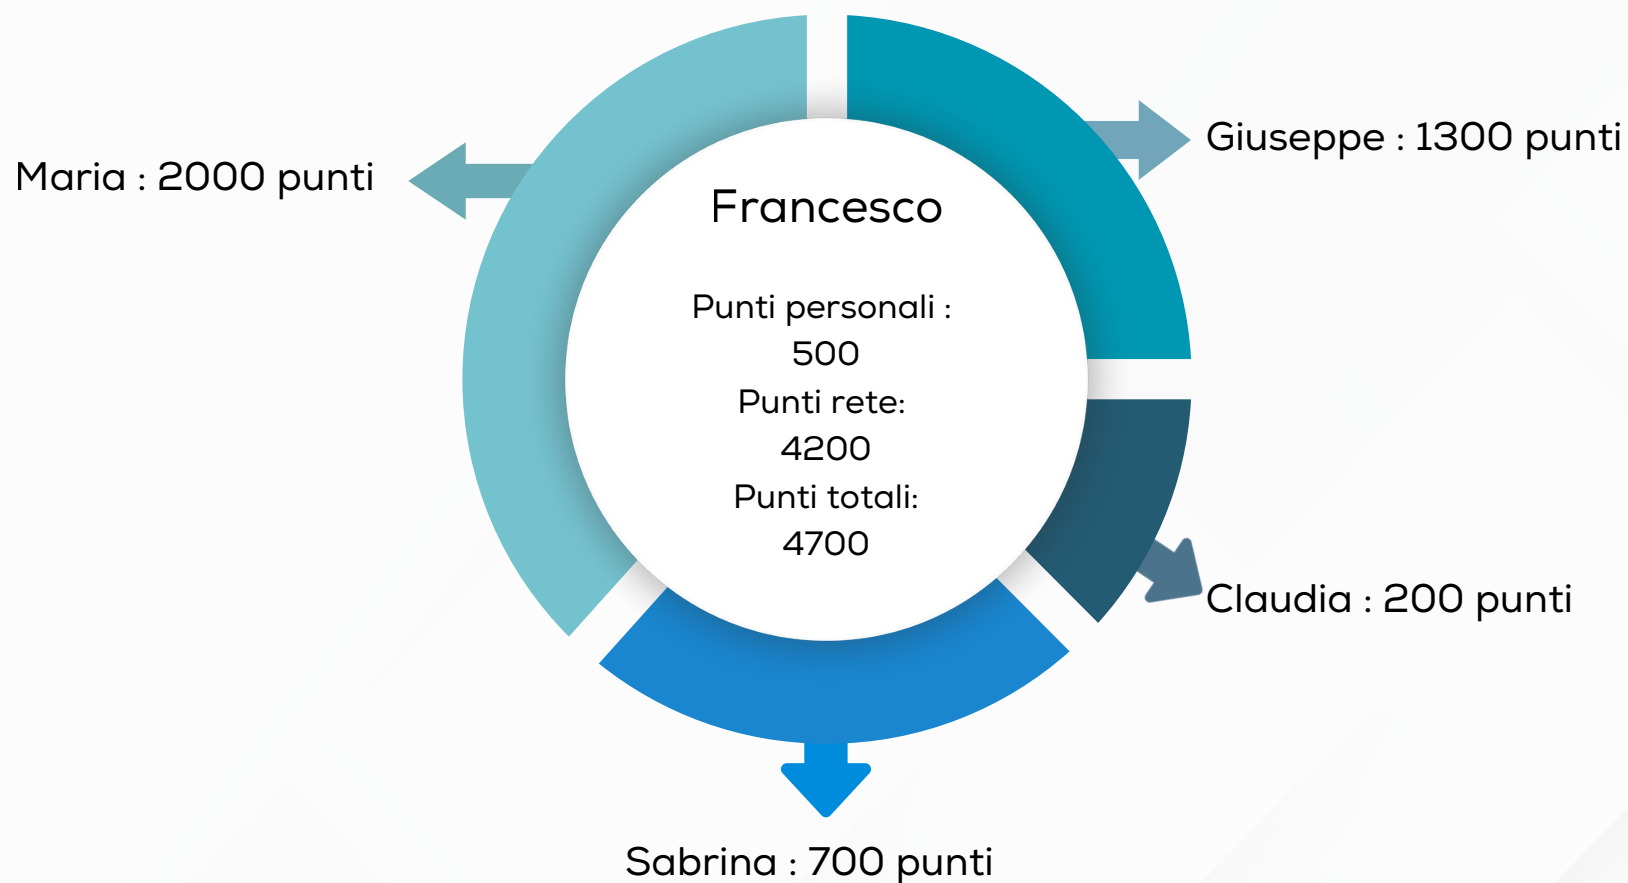 Giuseppe : 1300 punti
Maria : 2000 punti
Francesco
Punti personali :
500
Punti rete:
4200
Punti totali:
4700
Claudia : 200 punti
Sabrina : 700 punti